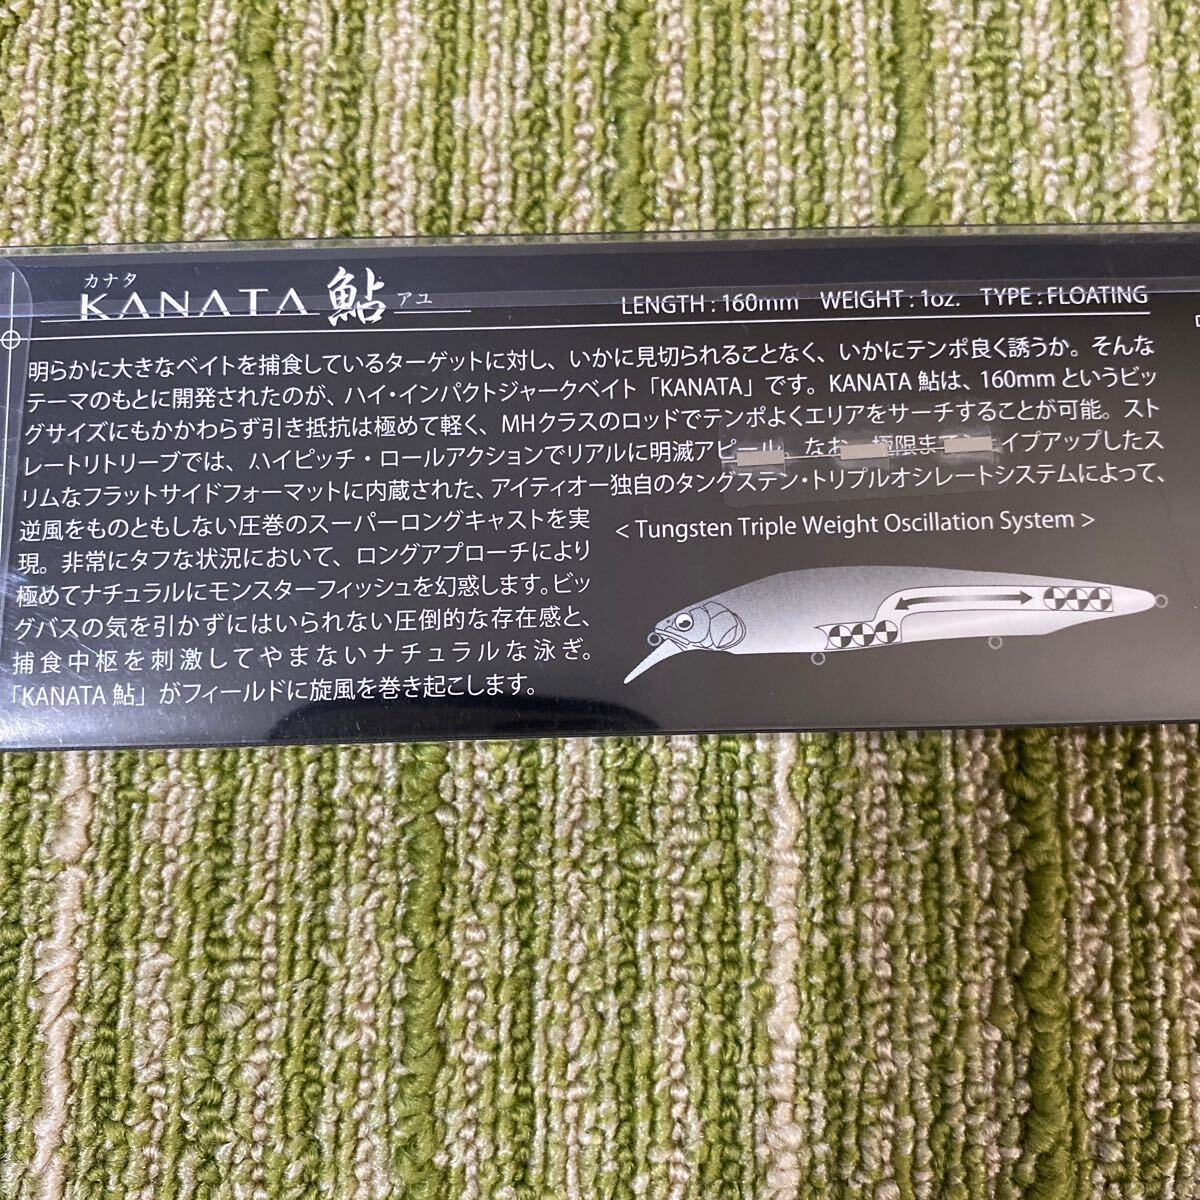 カナタ
KANATA 鮎 アユ
LENGTH : 160mm WEIGHT : 1oz. TYPE : FLOATING
明らかに大きなベイトを捕食しているターゲットに対し、いかに見切られることなく、いかにテンポ良く誘うか。そんな
テーマのもとに開発されたのが、ハイ・インパクトジャークベイト「KANATA」です。KANATA 鮎は、160mm というビッ
グサイズにもかかわらず引き抵抗は極めて軽く、MHクラスのロッドでテンポよくエリアをサーチすることが可能。スト
レートリトリーブでは、ハイピッチ・ロールアクションでリアルに明滅アピール。なお、極限まで イプアップしたス
リムなフラットサイドフォーマットに内蔵された、アイティオー独自のタングステン・トリプルオシレートシステムによって、
逆風をものともしない圧巻のスーパーロングキャストを実
現。非常にタフな状況において、ロングアプローチにより
極めてナチュラルにモンスターフィッシュを幻惑します。ビッ
グバスの気を引かずにはいられない圧倒的な存在感と、
捕食中枢を刺激してやまないナチュラルな泳ぎ。
「KANATA 鮎」がフィールドに旋風を巻き起こします。
< Tungsten Triple Weight Oscillation System >